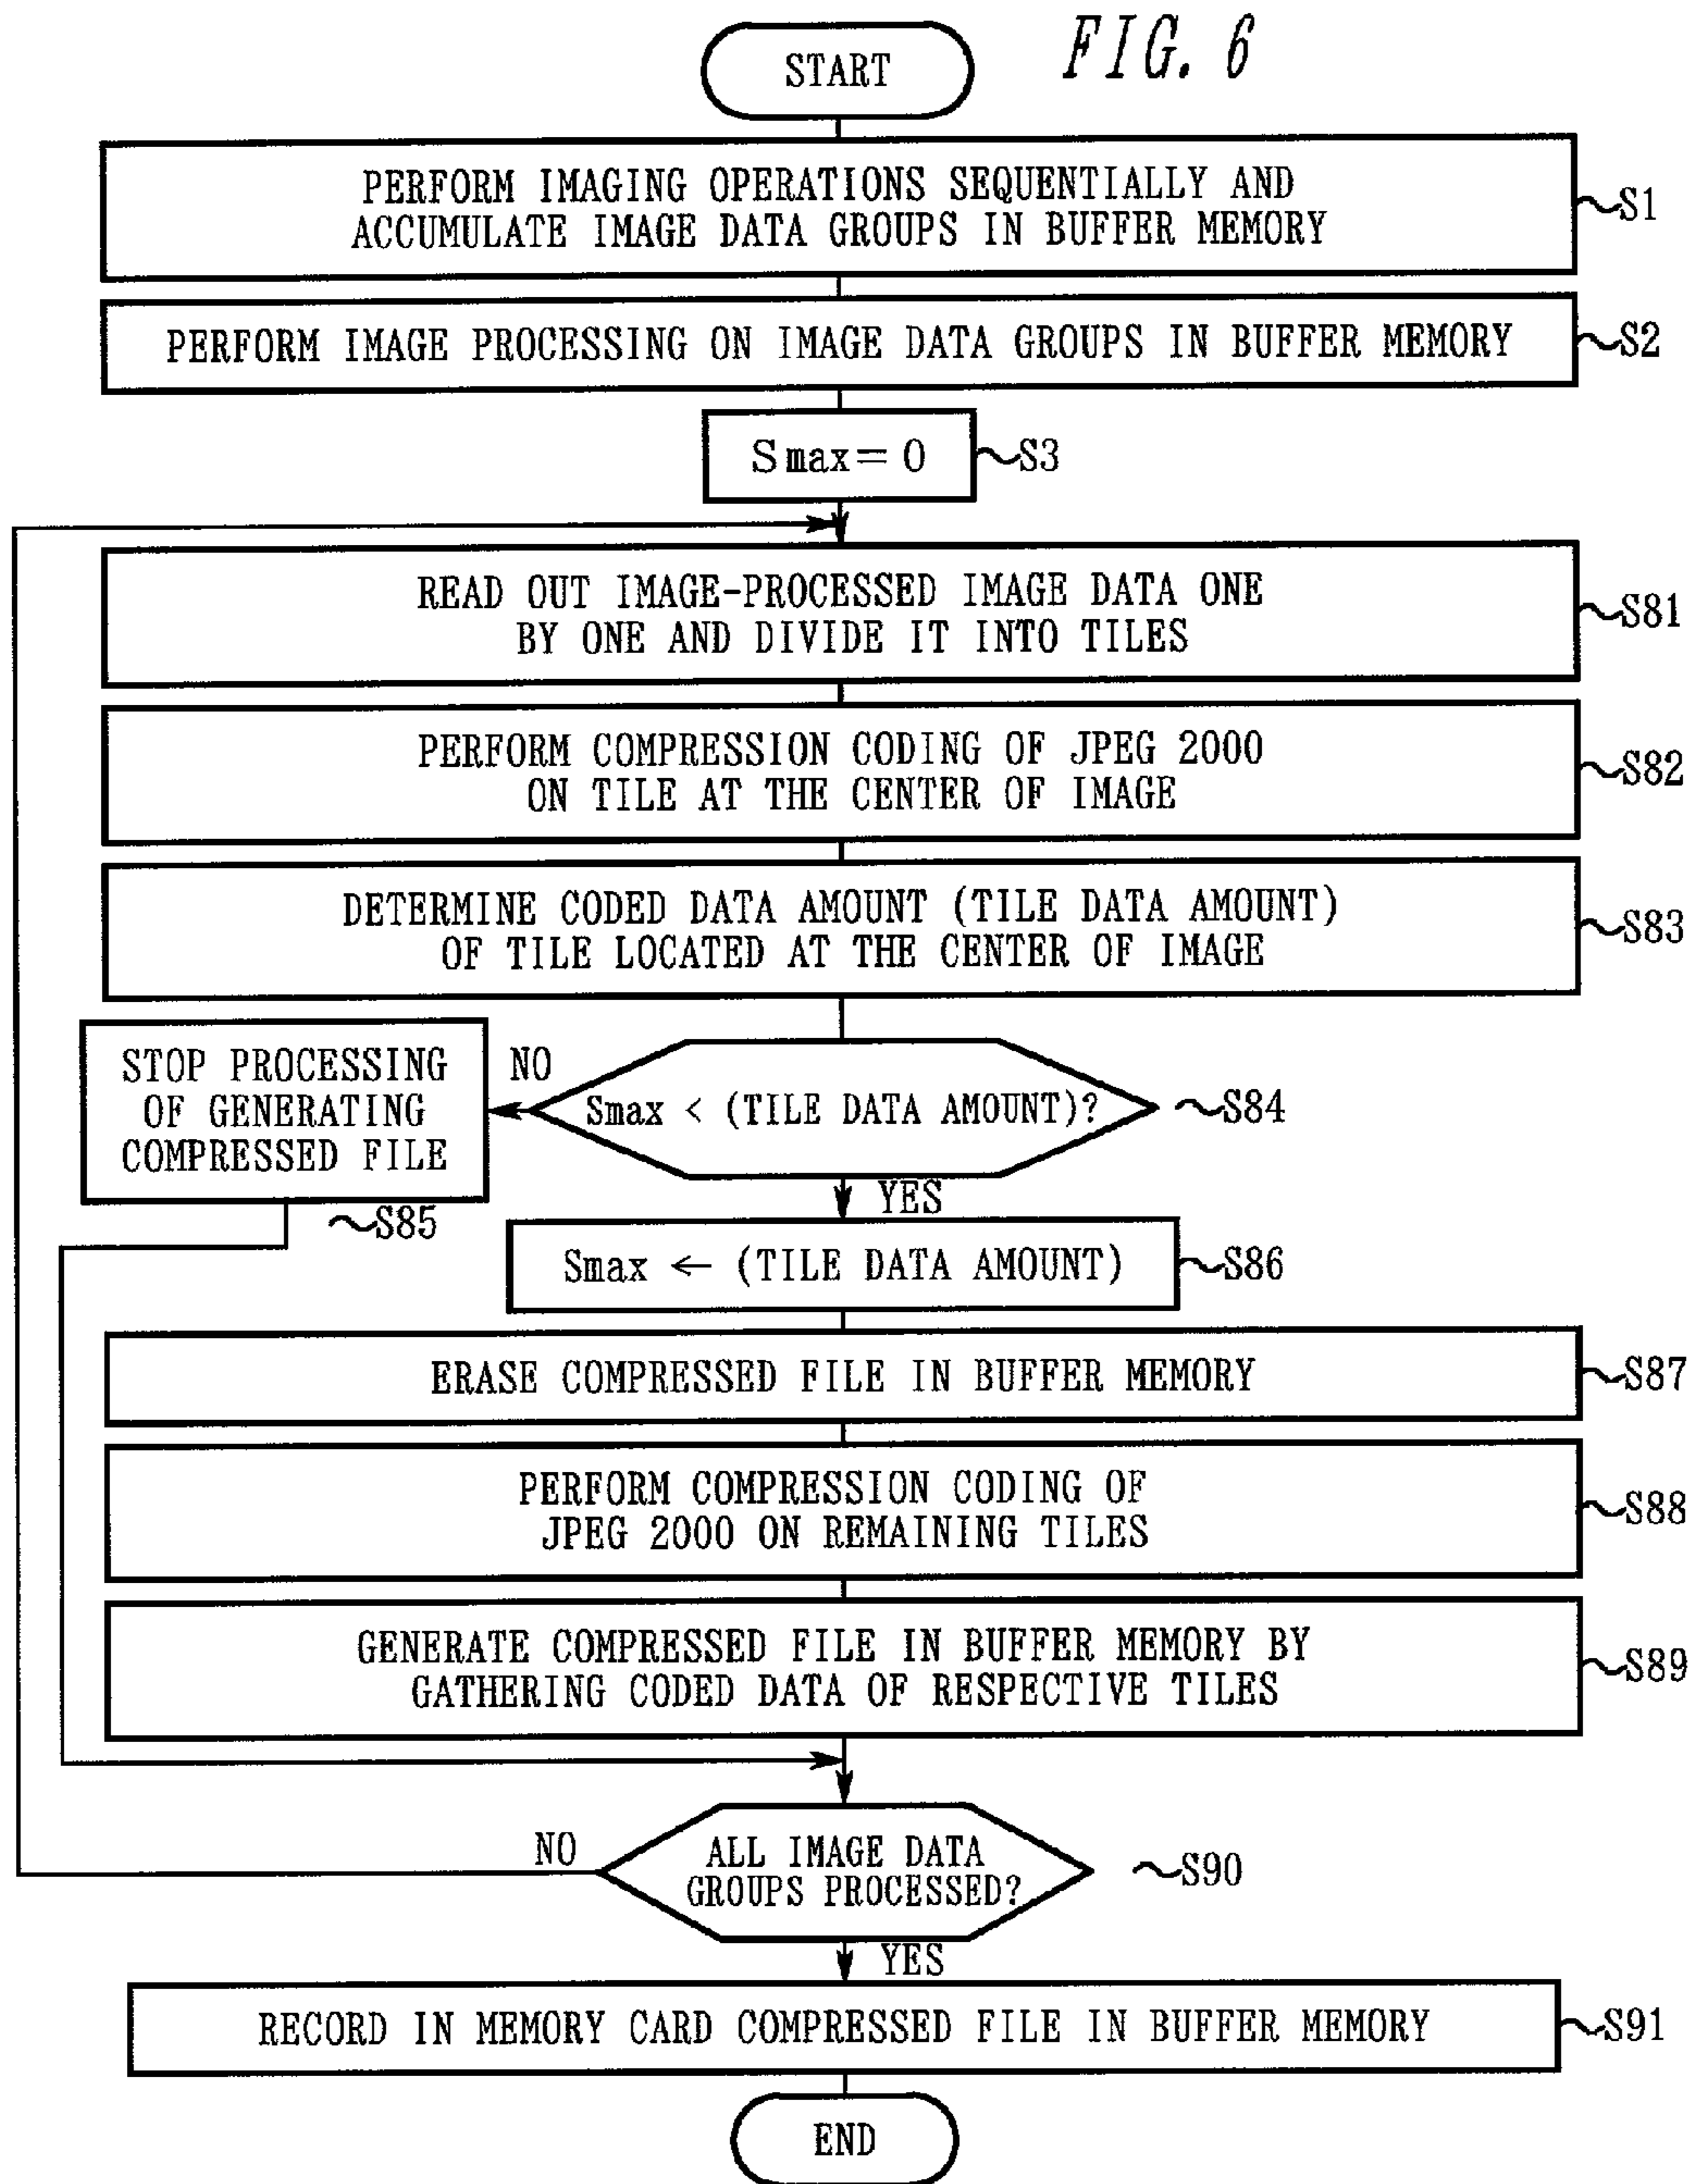 FIG. 6
START
PERFORM IMAGING OPERATIONS SEQUENTIALLY AND
ACCUMULATE IMAGE DATA GROUPS IN BUFFER MEMORY
S1
PERFORM IMAGE PROCESSING ON IMAGE DATA GROUPS IN BUFFER MEMORY
S2
Smax=0
S3
READ OUT IMAGE-PROCESSED IMAGE DATA ONE
BY ONE AND DIVIDE IT INTO TILES
S81
PERFORM COMPRESSION CODING OF JPEG 2000
ON TILE AT THE CENTER OF IMAGE
S82
DETERMINE CODED DATA AMOUNT (TILE DATA AMOUNT)
OF TILE LOCATED AT THE CENTER OF IMAGE
S83
Smax < (TILE DATA AMOUNT)?
S84
NO
STOP PROCESSING
OF GENERATING
COMPRESSED FILE
S85
YES
Smax ← (TILE DATA AMOUNT)
S86
ERASE COMPRESSED FILE IN BUFFER MEMORY
S87
PERFORM COMPRESSION CODING OF
JPEG 2000 ON REMAINING TILES
S88
GENERATE COMPRESSED FILE IN BUFFER MEMORY BY
GATHERING CODED DATA OF RESPECTIVE TILES
S89
NO
ALL IMAGE DATA
GROUPS PROCESSED?
S90
YES
RECORD IN MEMORY CARD COMPRESSED FILE IN BUFFER MEMORY
S91
END